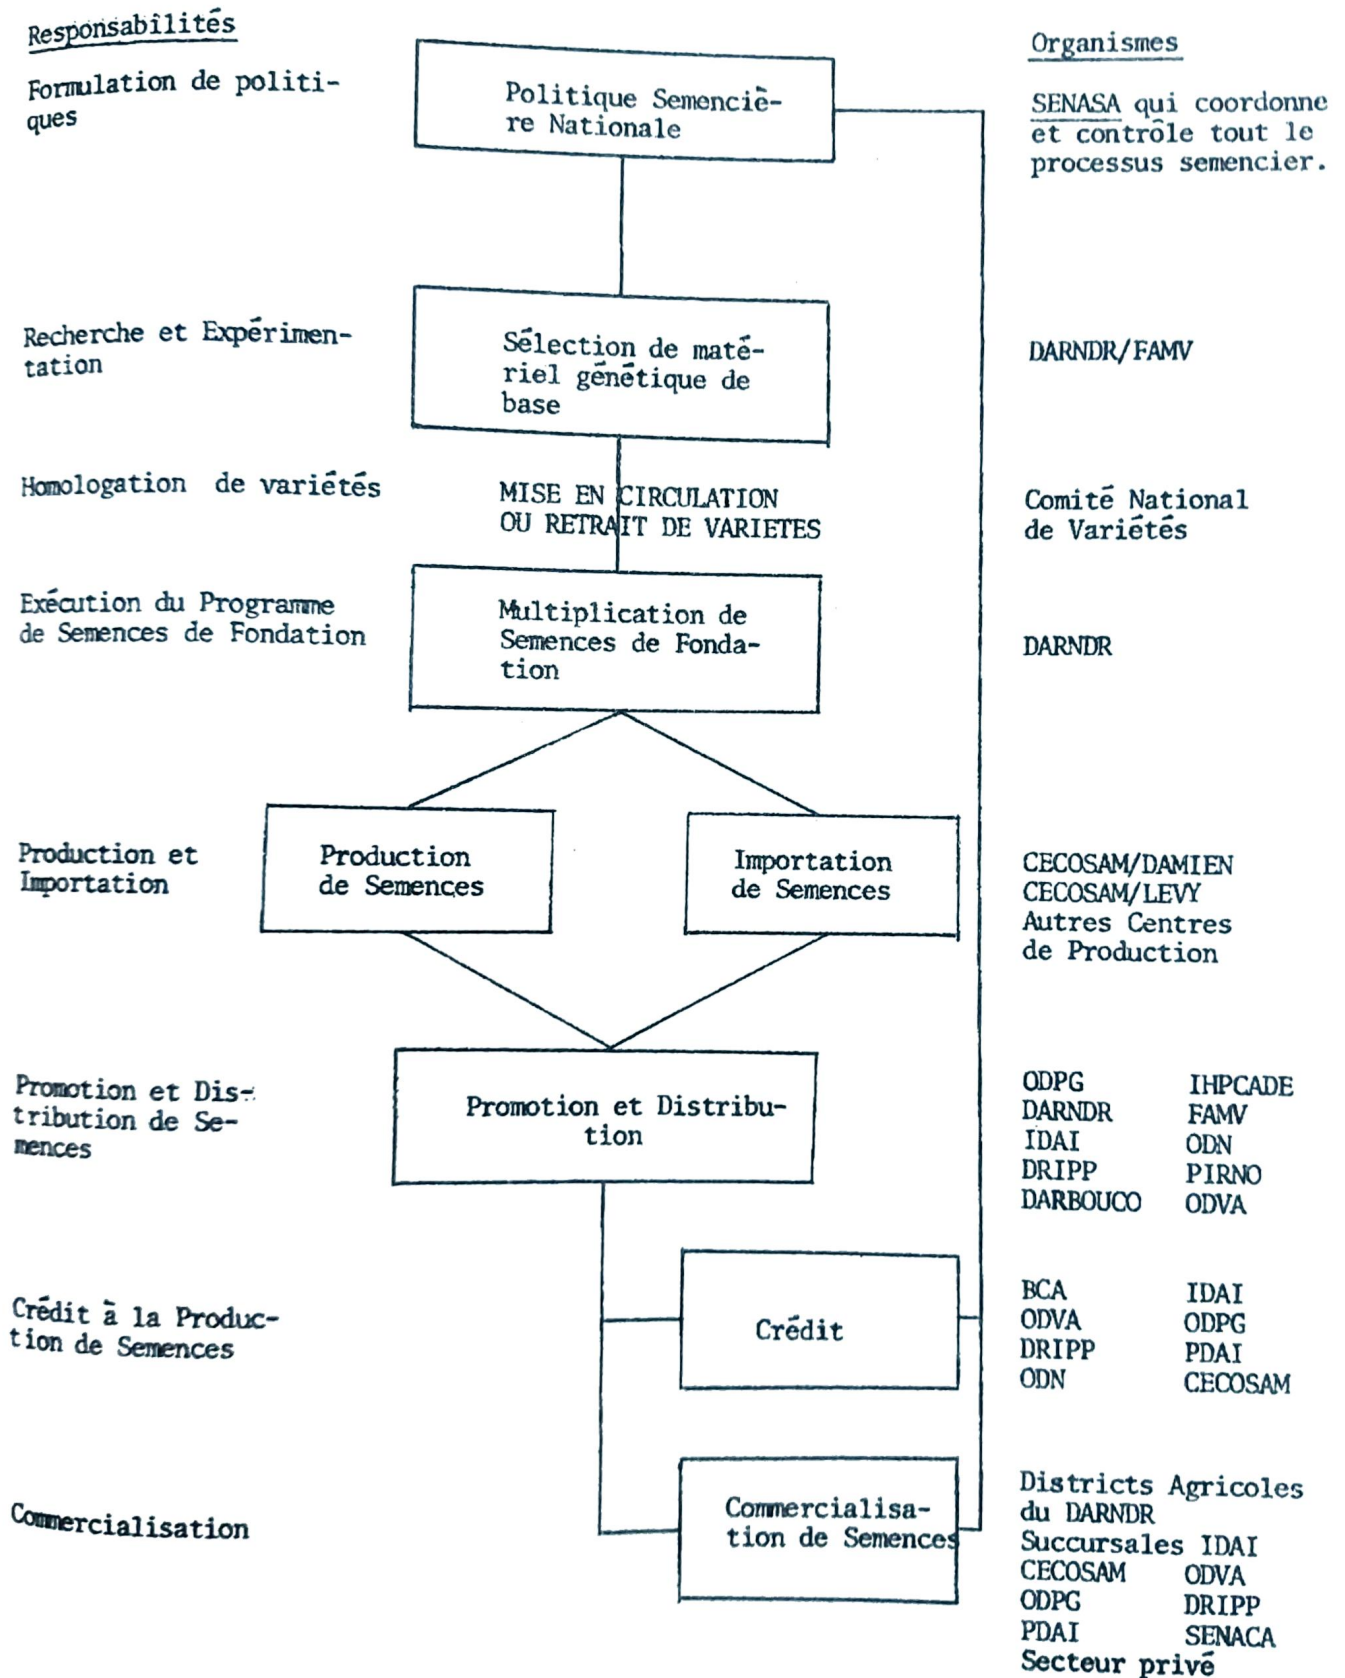 Responsabilités
Organismes
Formulation de politi-
ques
Politique Semenciè-
re Nationale
SENASA qui coordonne
et contrôle tout le
processus semencier.
Recherche et Expérimen-
tation
Sélection de maté-
riel génétique de
base
DARNDR/FAMV
Homologation de variétés
MISE EN CIRCULATION
OU RETRAIT DE VARIETES
Comité National
de Variétés
Exécution du Programme
de Semences de Fondation
Multiplication de
Semences de Fonda-
tion
DARNDR
Production et
Importation
Production
de Semences
Importation
de Semences
CECOSAM/DAMIEN
CECOSAM/LEVY
Autres Centres
de Production
Promotion et Dis-
tribution de Se-
mences
Promotion et Distribu-
tion
ODPG IHPCADE
DARNDR FAMV
IDAI ODN
DRIPP PIRNO
DARBOUCO ODVA
Crédit à la Produc-
tion de Semences
Crédit
BCA IDAI
ODVA ODPG
DRIPP PDAI
ODN CECOSAM
Commercialisation
Commercialisa-
tion de Semences
Districts Agricoles
du DARNDR
Succursales IDAI
CECOSAM ODVA
ODPG DRIPP
PDAI SENACA
Secteur privé